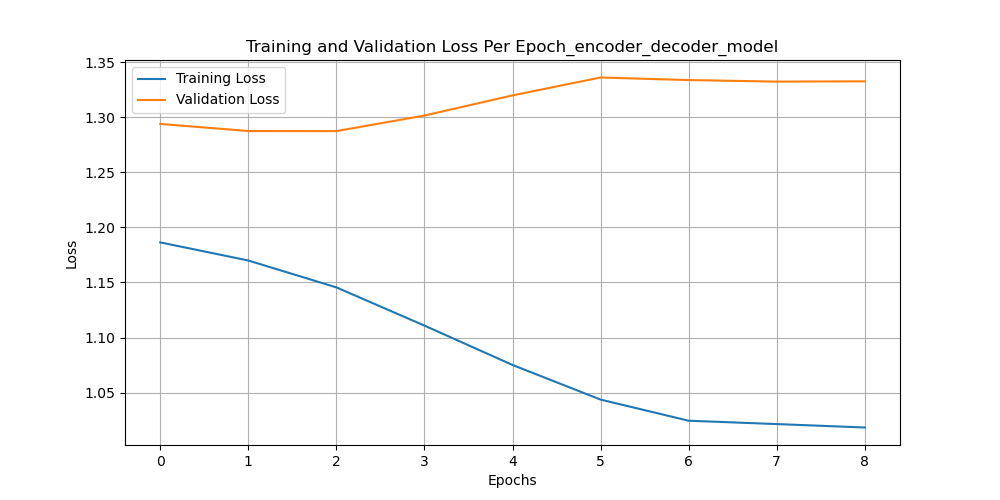 Training and Validation Loss Per Epoch_encoder_decoder_model
Training Loss
Validation Loss
1.35
1.30
1.25
1.20
1.15
1.10
1.05
Loss
0 1 2 3 4 5 6 7 8
Epochs